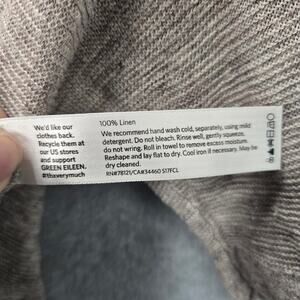 We'd like our
clothes back.
Recycle them at
our US stores
and support
GREEN EILEEN.
#thxverymuch
100% Linen
We recommend hand wash cold, separately, using mild
detergent. Do not bleach. Rinse well, gently squeeze,
do not wring. Roll in towel to remove excess moisture.
Reshape and lay flat to dry. Cool iron if necessary. May be
dry cleaned.
RN#78121/CA#34460 S17FCL